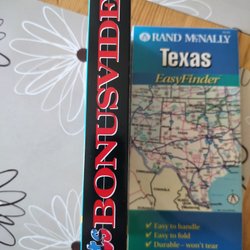 BONUSVIDE
RAND McNALLY
Texas
EasyFinder
Easy to handle
Easy to fold
Durable - won't tear